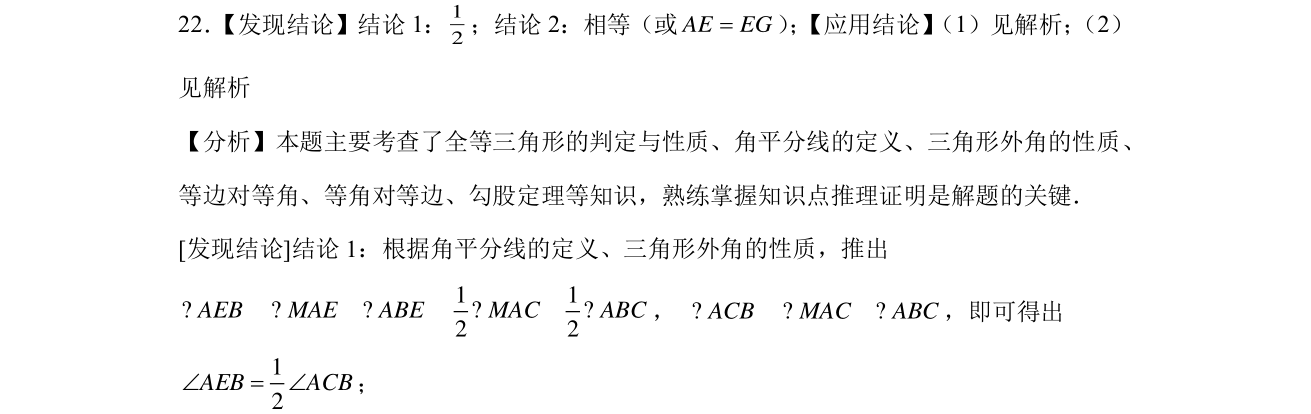 22.【发现结论】结论 1：1/2；结论 2：相等（或 AE = EG）；【应用结论】（1）见解析；（2）
见解析
【分析】本题主要考查了全等三角形的判定与性质、角平分线的定义、三角形外角的性质、
等边对等角、等角对等边、勾股定理等知识，熟练掌握知识点推理证明是解题的关键．
[发现结论]结论 1：根据角平分线的定义、三角形外角的性质，推出
? AEB ? MAE ? ABE 1/2 ? MAC 1/2 ? ABC， ? ACB ? MAC ? ABC，即可得出
∠AEB = 1/2 ∠ACB；